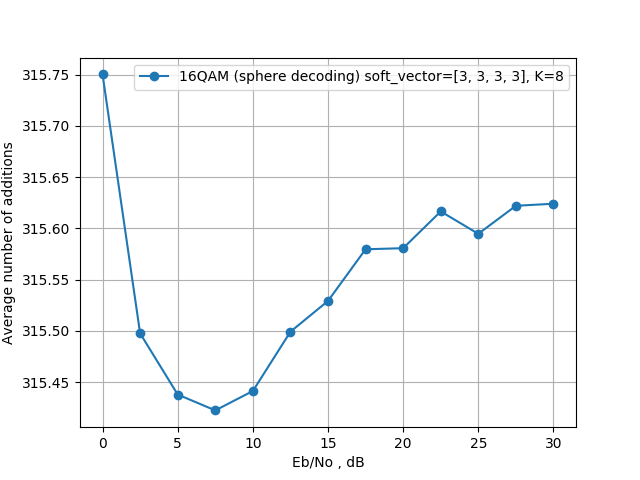 16QAM (sphere decoding) soft_vector=[3, 3, 3, 3], K=8
Average number of additions
315.75
315.70
315.65
315.60
315.55
315.50
315.45
0 5 10 15 20 25 30
Eb/No , dB